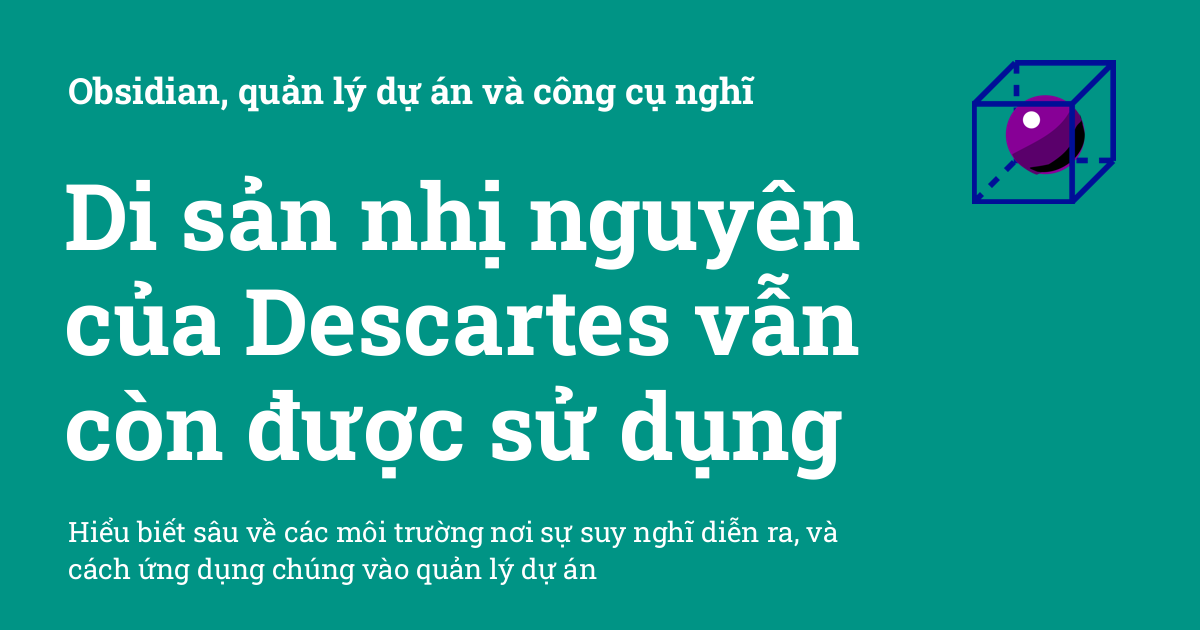 Obsidian, quản lý dự án và công cụ nghĩ
Di sản nhị nguyên
của Descartes vẫn
còn được sử dụng
Hiểu biết sâu về các môi trường nơi sự suy nghĩ diễn ra, và
cách ứng dụng chúng vào quản lý dự án